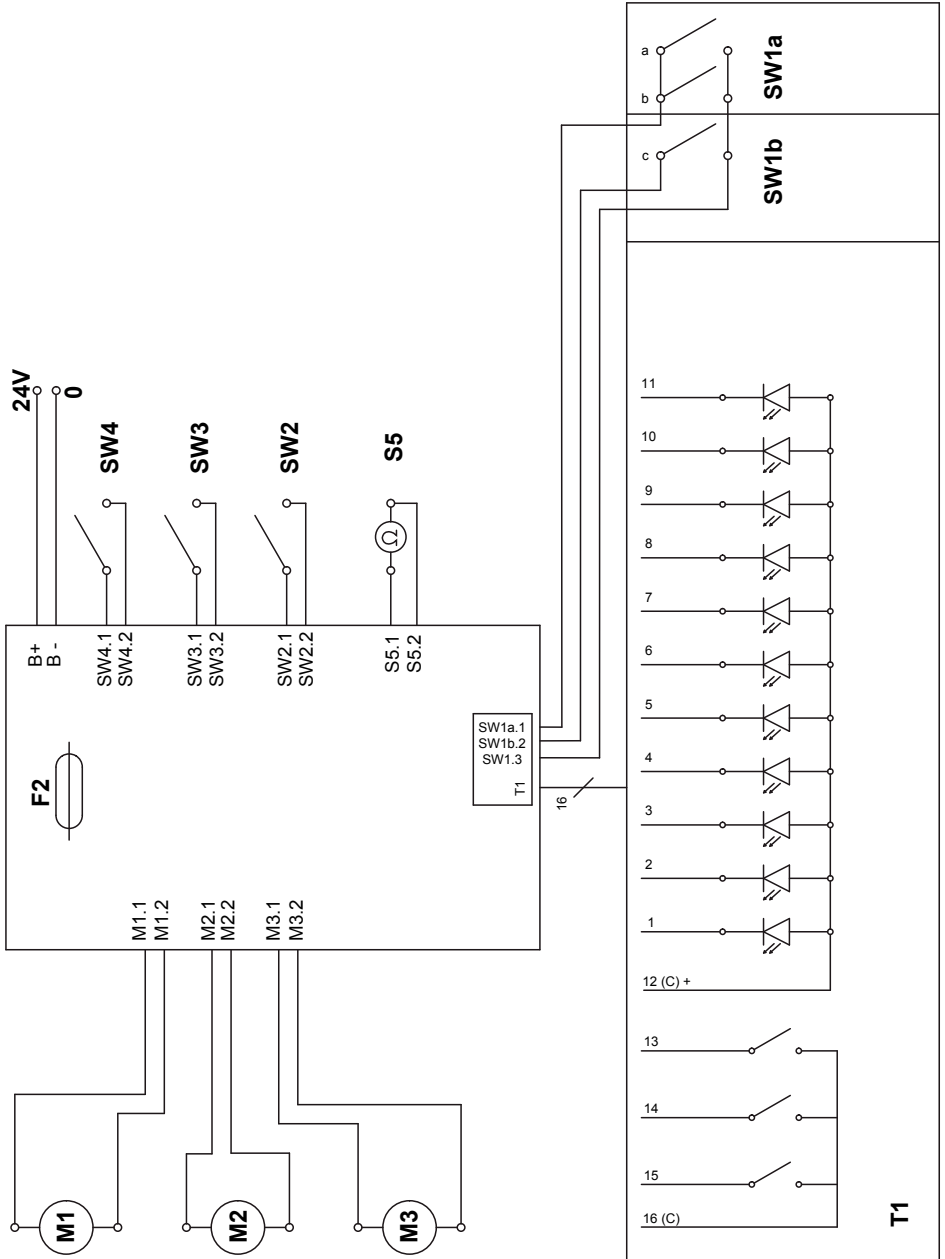 24V
0
SW4
SW3
SW2
S5
B+
B -
SW4.1
SW4.2
SW3.1
SW3.2
SW2.1
SW2.2
S5.1
S5.2
F2
SW1a.1
SW1b.2
SW1.3
T1
16
M1.1
M1.2
M2.1
M2.2
M3.1
M3.2
M1
M2
M3
Ω
a
b
SW1a
c
SW1b
11
10
9
8
7
6
5
4
3
2
1
12 (C) +
13
14
15
16 (C)
T1